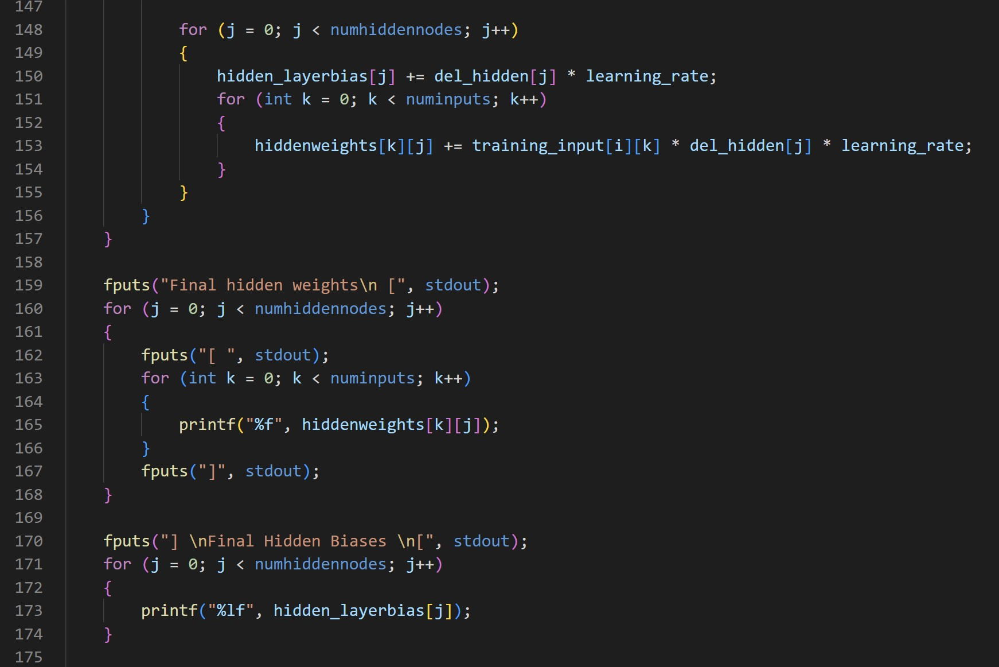 147
148 for (j = 0; j < numhiddennodes; j++)
149 {
150 hidden_layerbias[j] += del_hidden[j] * learning_rate;
151 for (int k = 0; k < numinputs; k++)
152 {
153 hiddenweights[k][j] += training_input[i][k] * del_hidden[j] * learning_rate;
154 }
155 }
156 }
157 }
158
159 fputs("Final hidden weights\n [", stdout);
160 for (j = 0; j < numhiddennodes; j++)
161 {
162 fputs("[ ", stdout);
163 for (int k = 0; k < numinputs; k++)
164 {
165 printf("%f", hiddenweights[k][j]);
166 }
167 fputs("]", stdout);
168 }
169
170 fputs("] \nFinal Hidden Biases \n[", stdout);
171 for (j = 0; j < numhiddennodes; j++)
172 {
173 printf("%lf", hidden_layerbias[j]);
174 }
175